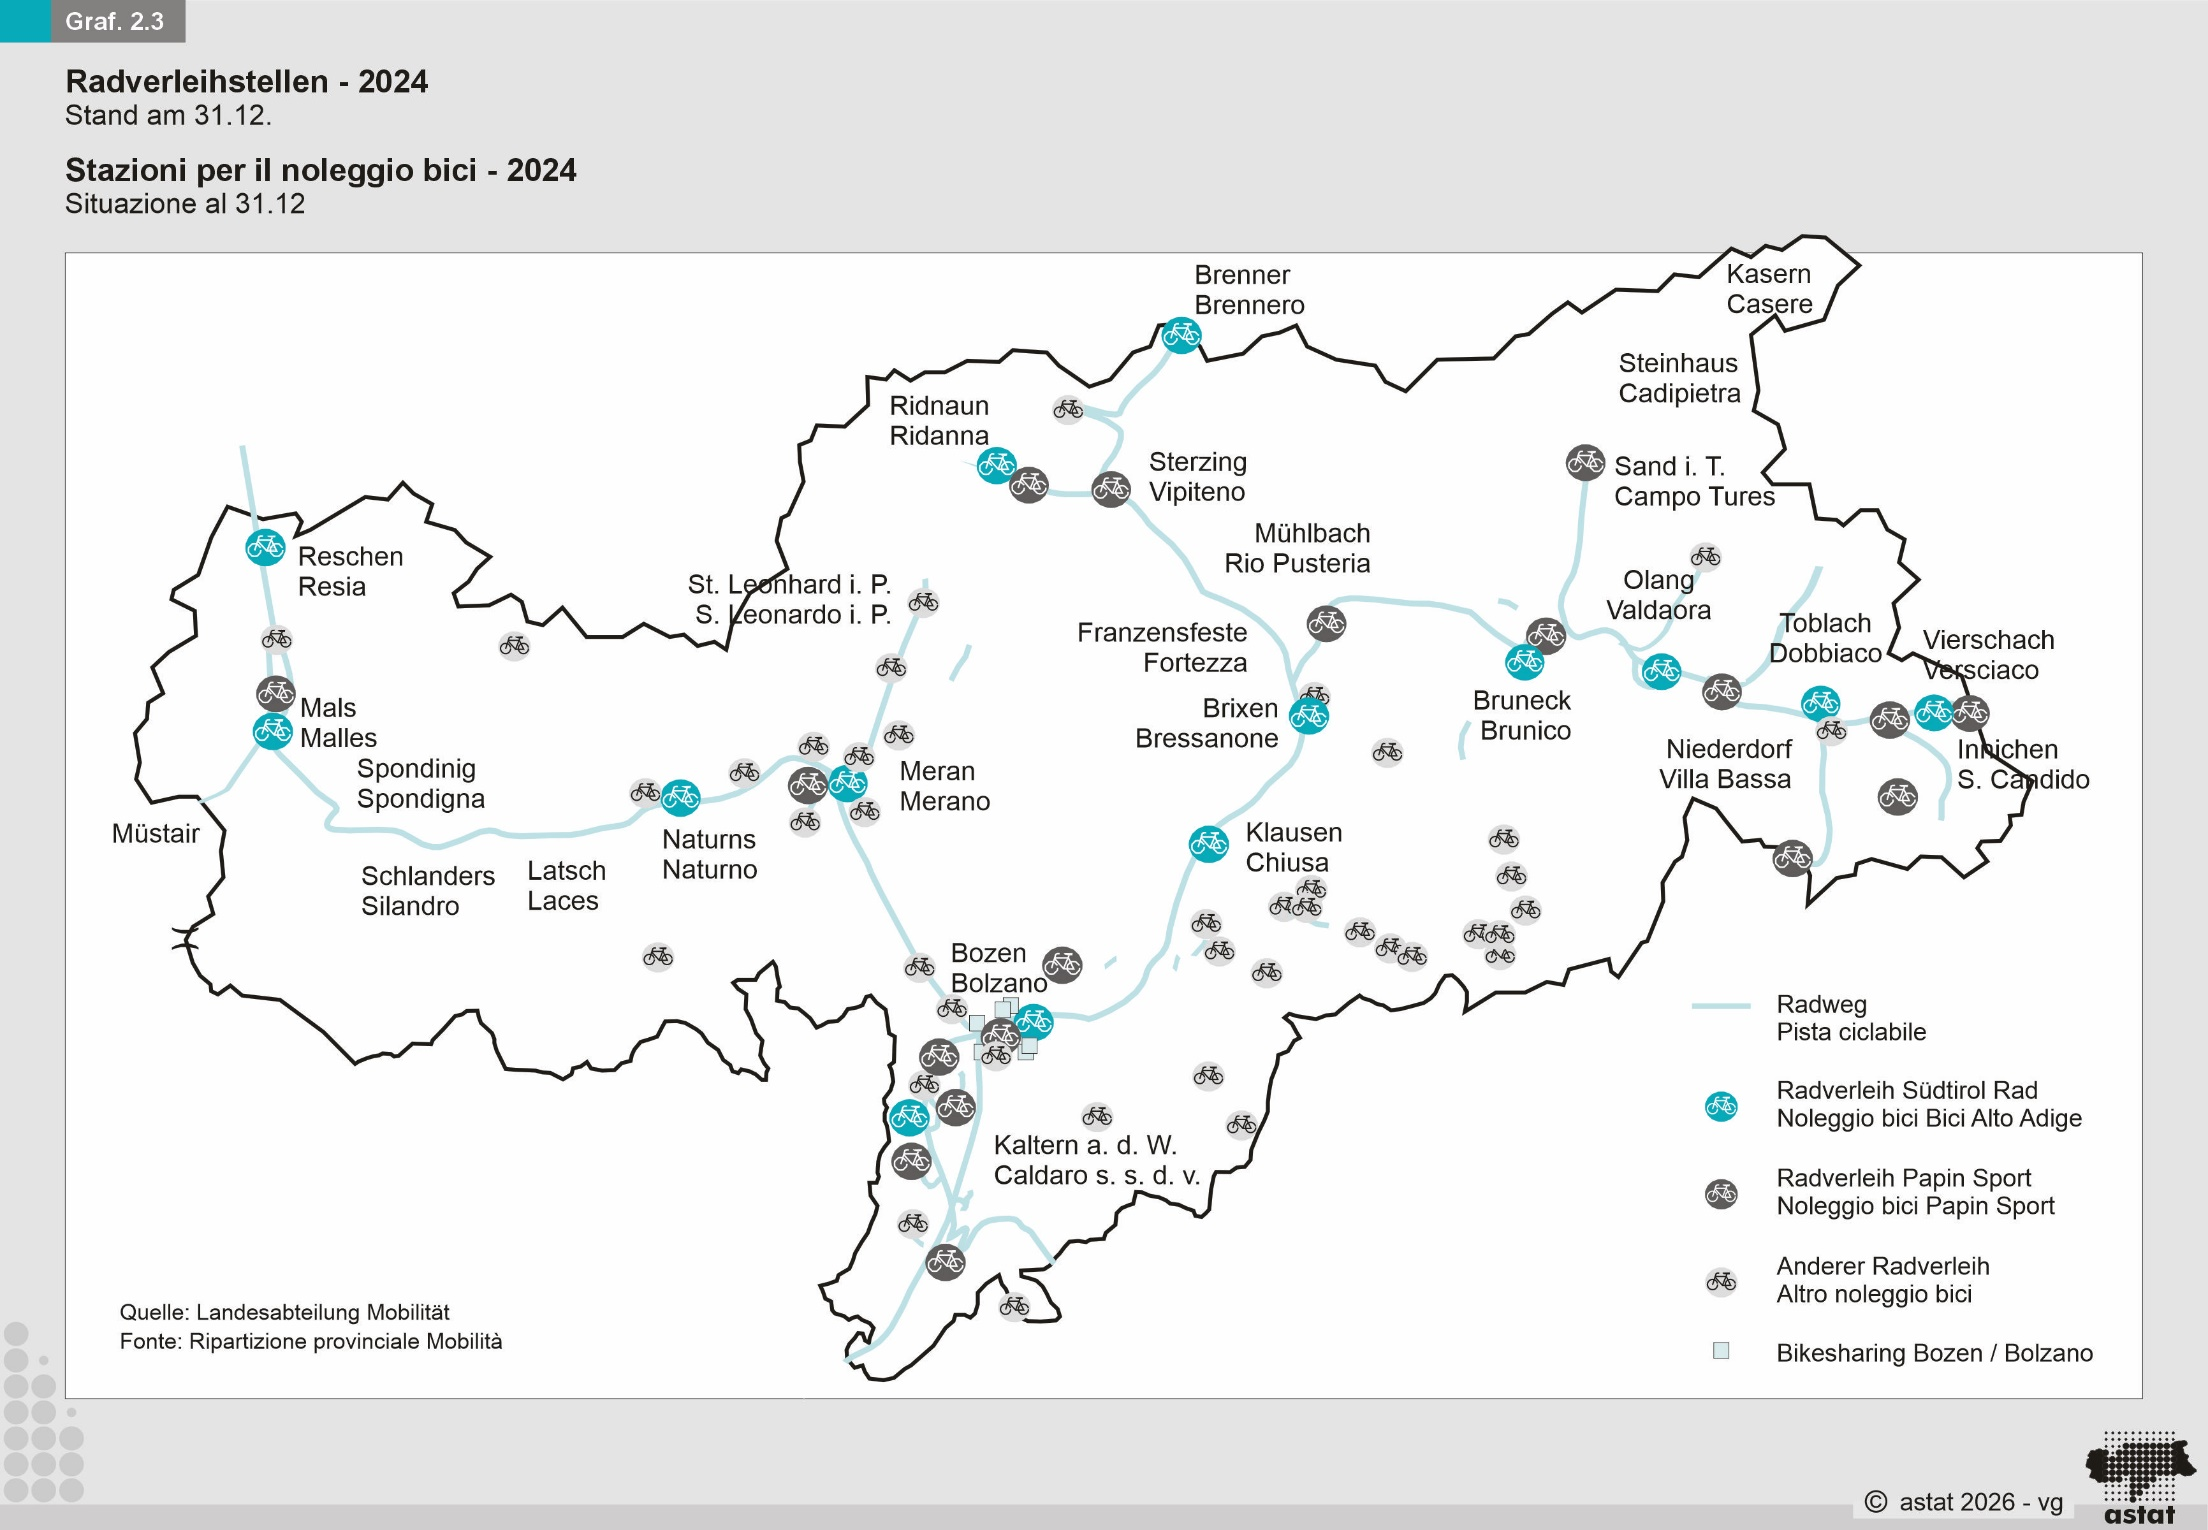 Graf. 2.3
Radverleihstellen - 2024
Stand am 31.12.
Stazioni per il noleggio bici - 2024
Situazione al 31.12
Brenner
Brennero
Kasern
Casere
Steinhaus
Cadipietra
Ridnaun
Ridanna
Sterzing
Vipiteno
Sand i. T.
Campo Tures
Mühlbach
Rio Pusteria
Reschen
Resia
St. Leonhard i. P.
S. Leonardo i. P.
Olang
Valdaora
Toblach
Dobbiaco
Vierschach
Versciaco
Franzensfeste
Fortezza
Mals
Malles
Brixen
Bressanone
Bruneck
Brunico
Niederdorf
Villa Bassa
Innichen
S. Candido
Spondinig
Spondigna
Meran
Merano
Müstair
Naturns
Naturno
Klausen
Chiusa
Schlanders
Silandro
Latsch
Laces
Bozen
Bolzano
Kaltern a. d. W.
Caldaro s. s. d. v.
Radweg
Pista ciclabile
Radverleih Südtirol Rad
Noleggio bici Bici Alto Adige
Radverleih Papin Sport
Noleggio bici Papin Sport
Anderer Radverleih
Altro noleggio bici
Bikesharing Bozen / Bolzano
Quelle: Landesabteilung Mobilität
Fonte: Ripartizione provinciale Mobilità
© astat 2026 - vg
astat